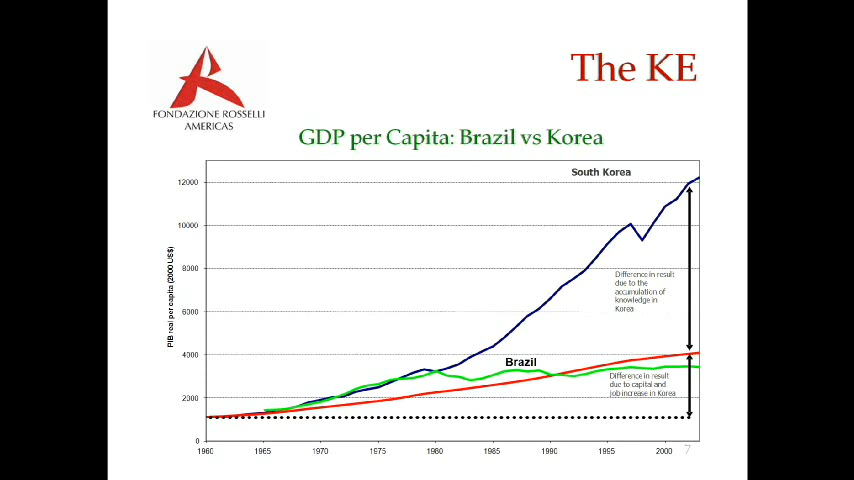 The KE
FONDAZIONE ROSSELLI
AMERICAS
GDP per Capita: Brazil vs Korea
South Korea
12000
10000
8000
6000
4000
2000
0
PIB real per capita (2000 US$)
Difference in result
due to the
accumulation of
knowledge in
Korea
Brazil
Difference in result
due to capital and
job increase in Korea
1960
1965
1970
1975
1980
1985
1990
1995
2000
7